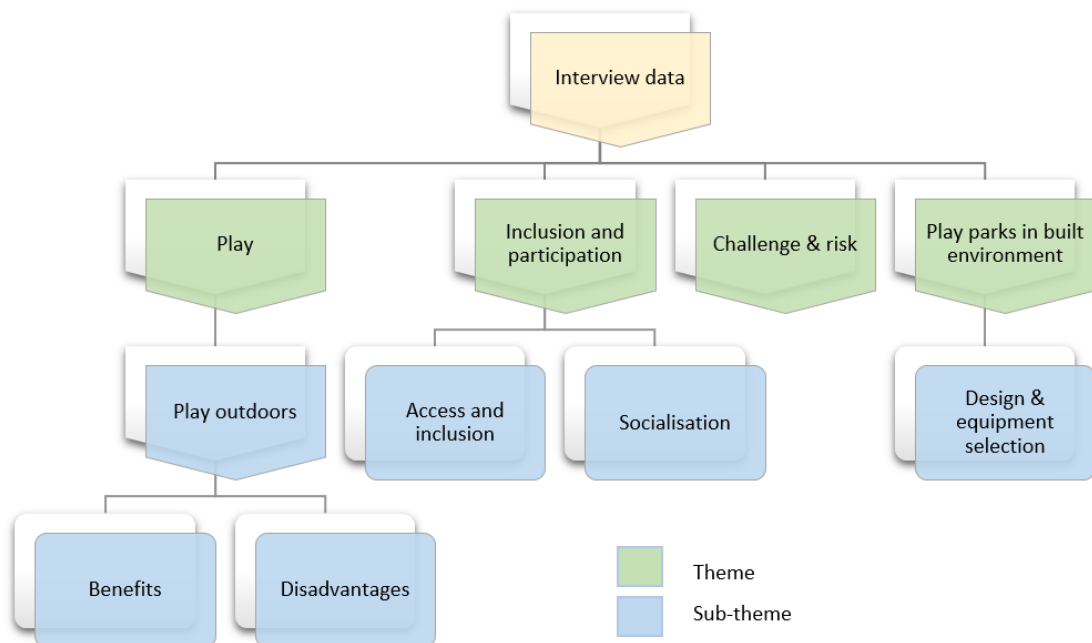 Interview data
Play
Inclusion and
participation
Challenge & risk
Play parks in built
environment
Play outdoors
Access and
inclusion
Socialisation
Design &
equipment
selection
Benefits
Disadvantages
Theme
Sub-theme